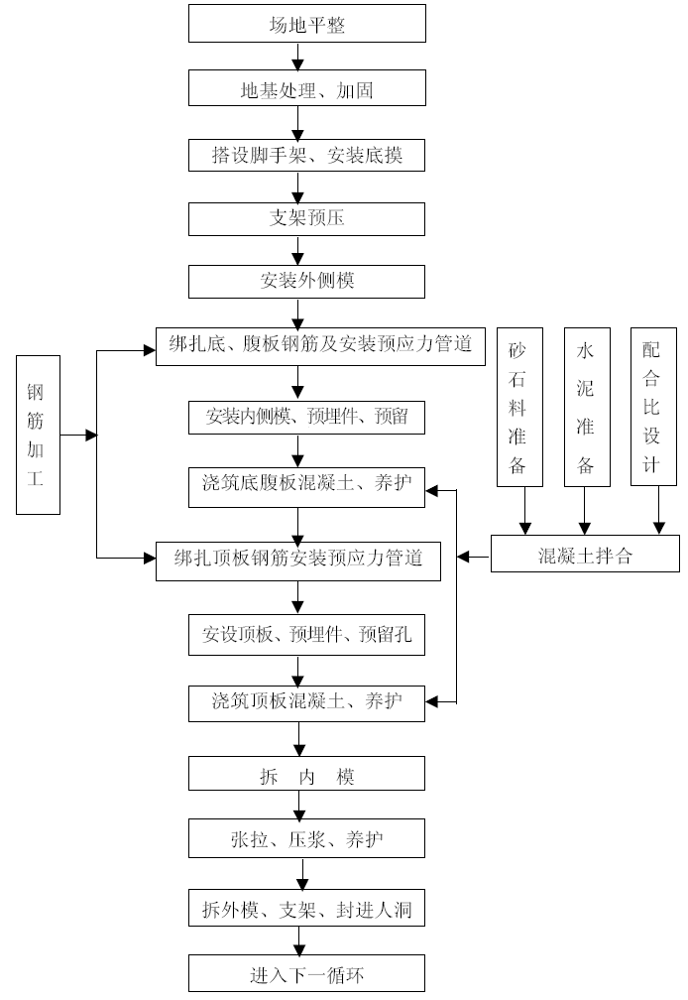 场地平整
地基处理、加固
搭设脚手架、安装底摸
支架预压
安装外侧模
绑扎底、腹板钢筋及安装预应力管道
安装内侧模、预埋件、预留
浇筑底腹板混凝土、养护
绑扎顶板钢筋安装预应力管道
安设顶板、预埋件、预留孔
浇筑顶板混凝土、养护
拆 内 模
张拉、压浆、养护
拆外模、支架、封进人洞
进入下一循环
钢筋加工
砂石料准备
水泥准备
配合比设计
混凝土拌合